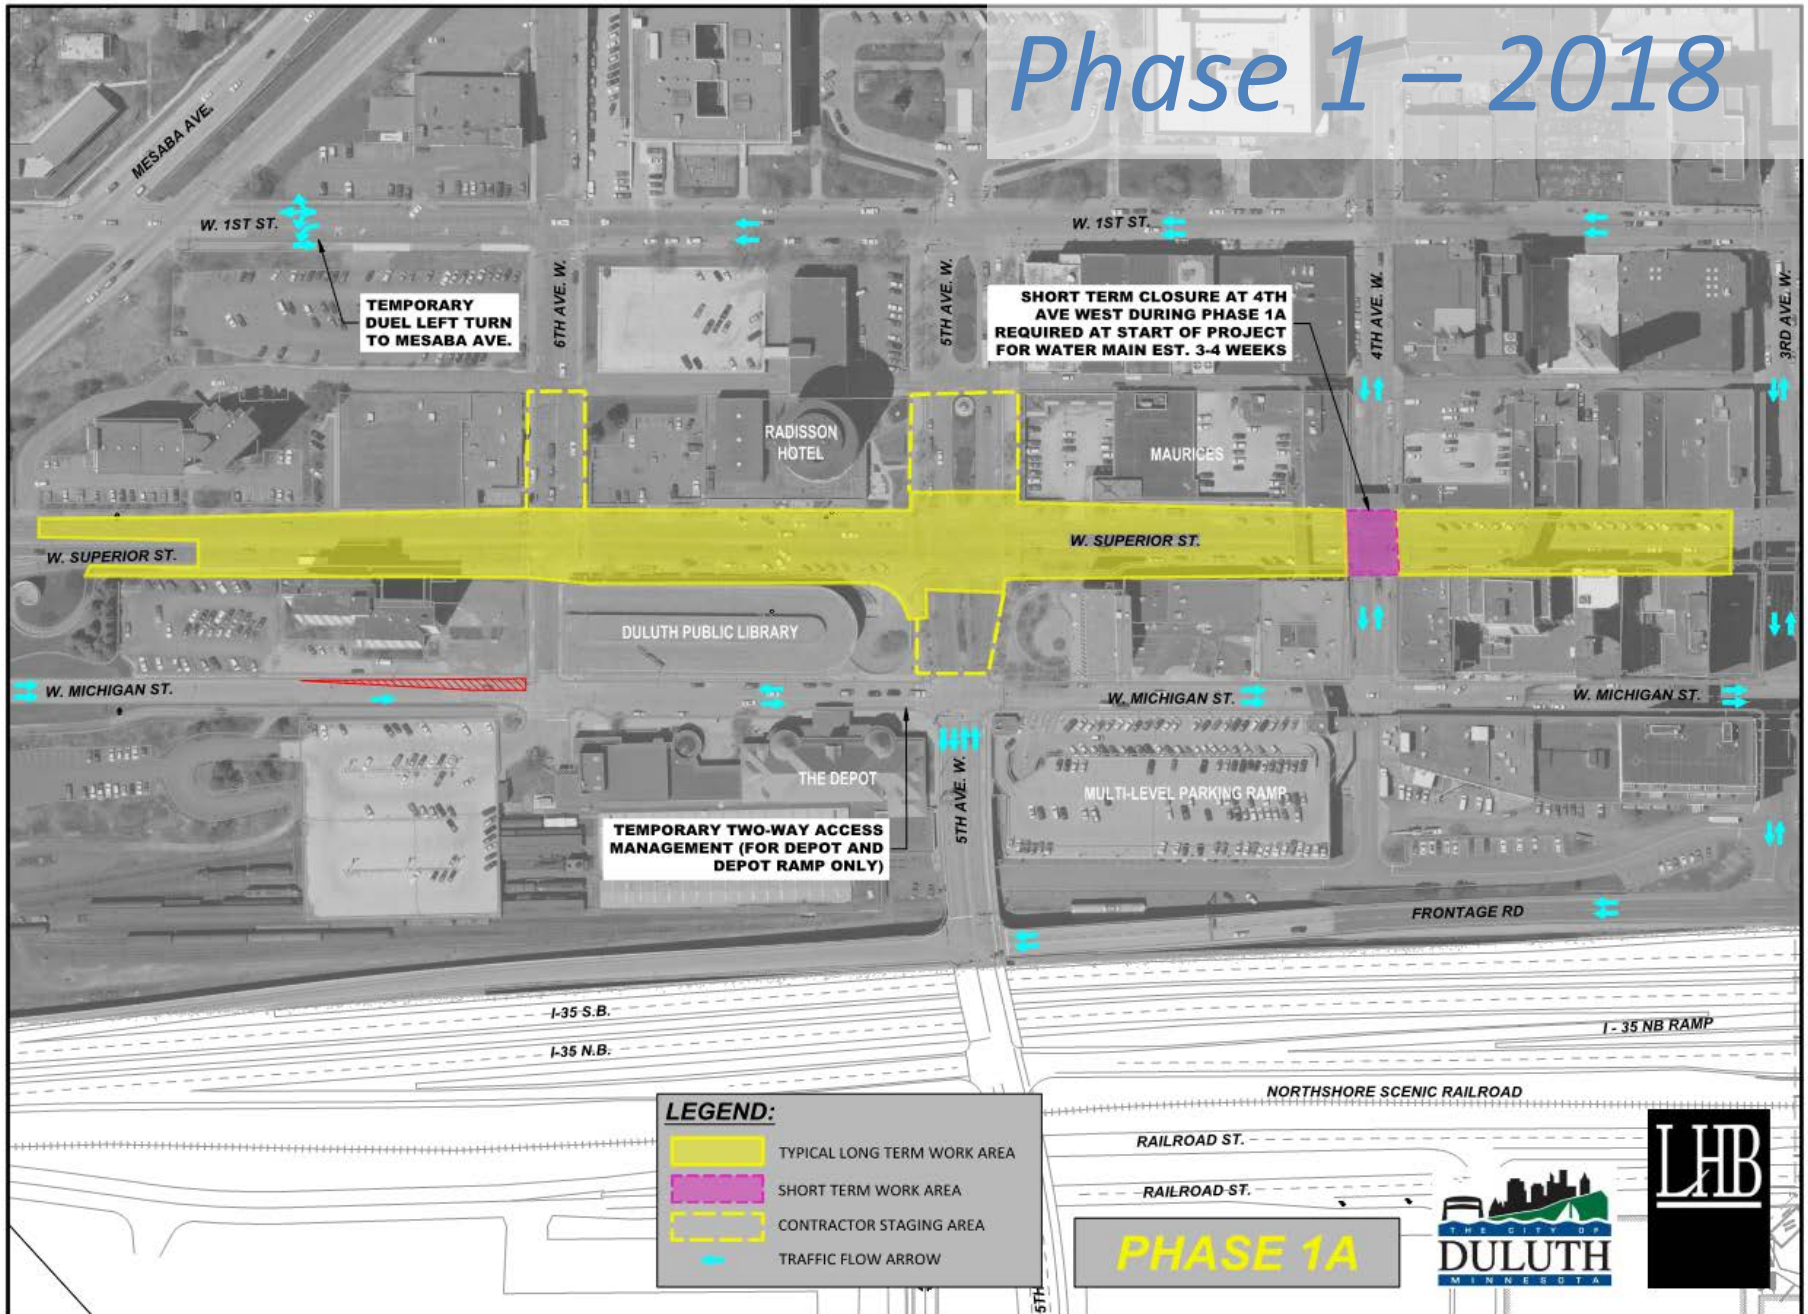 Phase 1 – 2018
MESABA AVE.
W. 1ST ST.
W. 1ST ST.
TEMPORARY
DUEL LEFT TURN
TO MESABA AVE.
6TH AVE. W.
5TH AVE. W.
SHORT TERM CLOSURE AT 4TH
AVE WEST DURING PHASE 1A
REQUIRED AT START OF PROJECT
FOR WATER MAIN EST. 3-4 WEEKS
4TH AVE. W.
3RD AVE. W.
RADISSON
HOTEL
MAURICES
W. SUPERIOR ST.
W. SUPERIOR ST.
DULUTH PUBLIC LIBRARY
W. MICHIGAN ST.
W. MICHIGAN ST.
W. MICHIGAN ST.
THE DEPOT
5TH AVE. W.
MULTI-LEVEL PARKING RAMP
TEMPORARY TWO-WAY ACCESS
MANAGEMENT (FOR DEPOT AND
DEPOT RAMP ONLY)
FRONTAGE RD
I-35 S.B.
I-35 N.B.
I - 35 NB RAMP
NORTHSHORE SCENIC RAILROAD
RAILROAD ST.
RAILROAD ST.
LEGEND:
TYPICAL LONG TERM WORK AREA
SHORT TERM WORK AREA
CONTRACTOR STAGING AREA
TRAFFIC FLOW ARROW
5TH
PHASE 1A
THE CITY OF
DULUTH
MINNESOTA
LHB